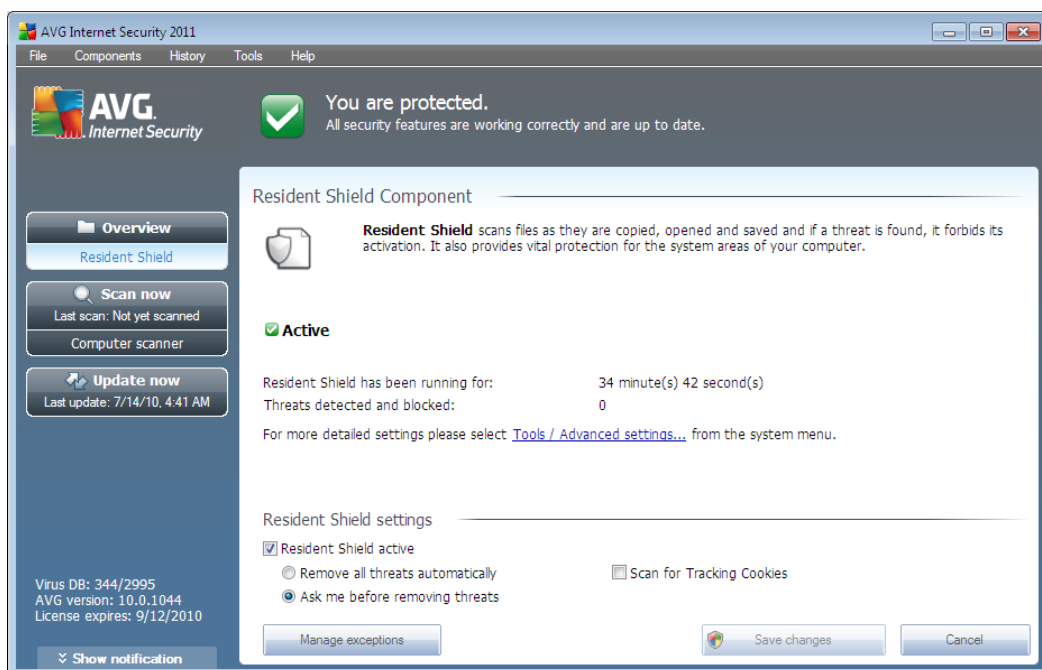 AVG Internet Security 2011
File Components History Tools Help
AVG.
Internet Security
You are protected.
All security features are working correctly and are up to date.
Overview
Resident Shield
Scan now
Last scan: Not yet scanned
Computer scanner
Update now
Last update: 7/14/10, 4:41 AM
Virus DB: 344/2995
AVG version: 10.0.1044
License expires: 9/12/2010
Show notification
Resident Shield Component
Resident Shield scans files as they are copied, opened and saved and if a threat is found, it forbids its
activation. It also provides vital protection for the system areas of your computer.
Active
Resident Shield has been running for: 34 minute(s) 42 second(s)
Threats detected and blocked: 0
For more detailed settings please select Tools / Advanced settings... from the system menu.
Resident Shield settings
Resident Shield active
Remove all threats automatically Scan for Tracking Cookies
Ask me before removing threats
Manage exceptions Save changes Cancel